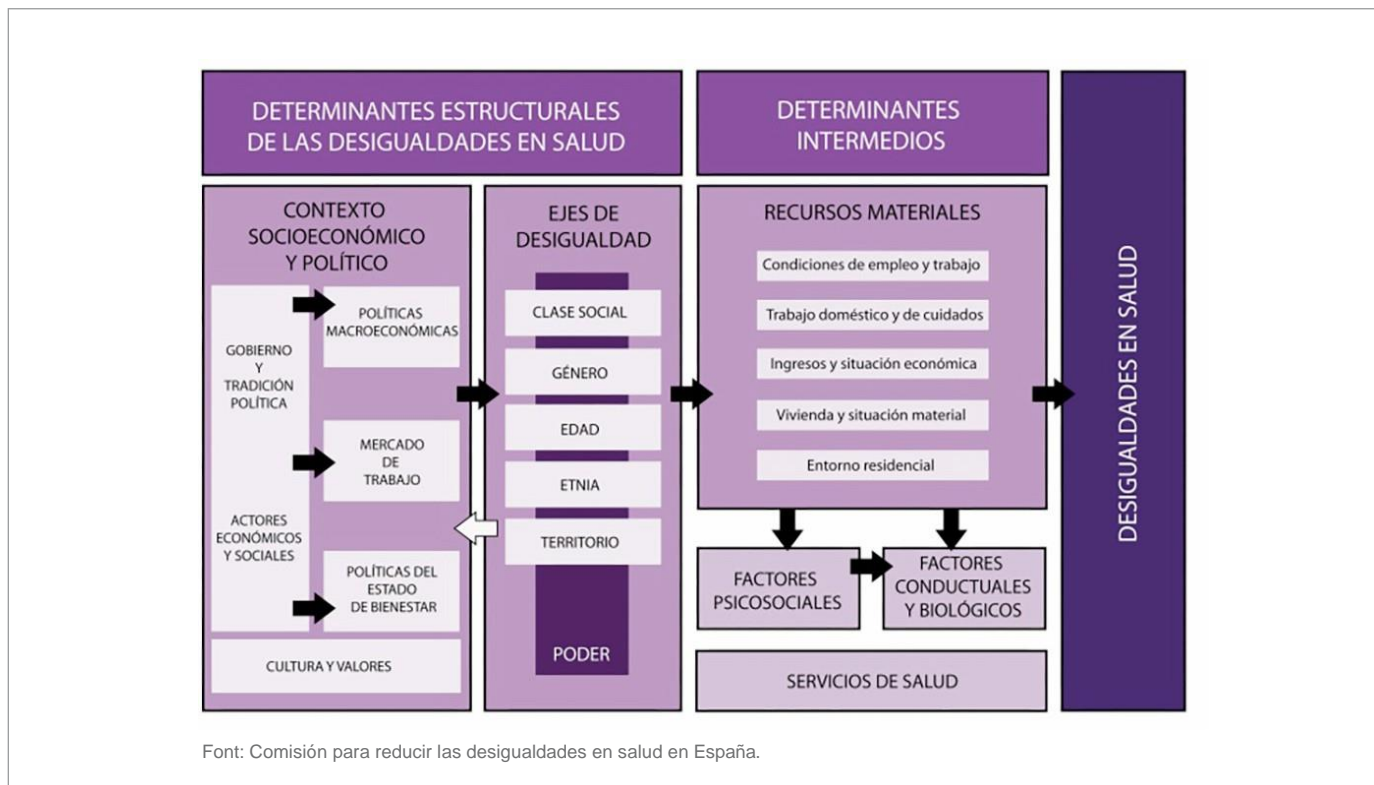 DETERMINANTES ESTRUCTURALES
DE LAS DESIGUALDADES EN SALUD
DETERMINANTES
INTERMEDIOS
DESIGUALDADES EN SALUD
CONTEXTO
SOCIOECONÓMICO
Y POLÍTICO
GOBIERNO
Y
TRADICIÓN
POLÍTICA
ACTORES
ECONÓMICOS
Y SOCIALES
POLÍTICAS
MACROECONÓMICAS
MERCADO
DE
TRABAJO
POLÍTICAS DEL
ESTADO
DE BIENESTAR
CULTURA Y VALORES
EJES DE
DESIGUALDAD
CLASE SOCIAL
GÉNERO
EDAD
ETNIA
TERRITORIO
PODER
RECURSOS MATERIALES
Condiciones de empleo y trabajo
Trabajo doméstico y de cuidados
Ingresos y situación económica
Vivienda y situación material
Entorno residencial
FACTORES
PSICOSOCIALES
FACTORES
CONDUCTUALES
Y BIOLÓGICOS
SERVICIOS DE SALUD
Font: Comisión para reducir las desigualdades en salud en España.